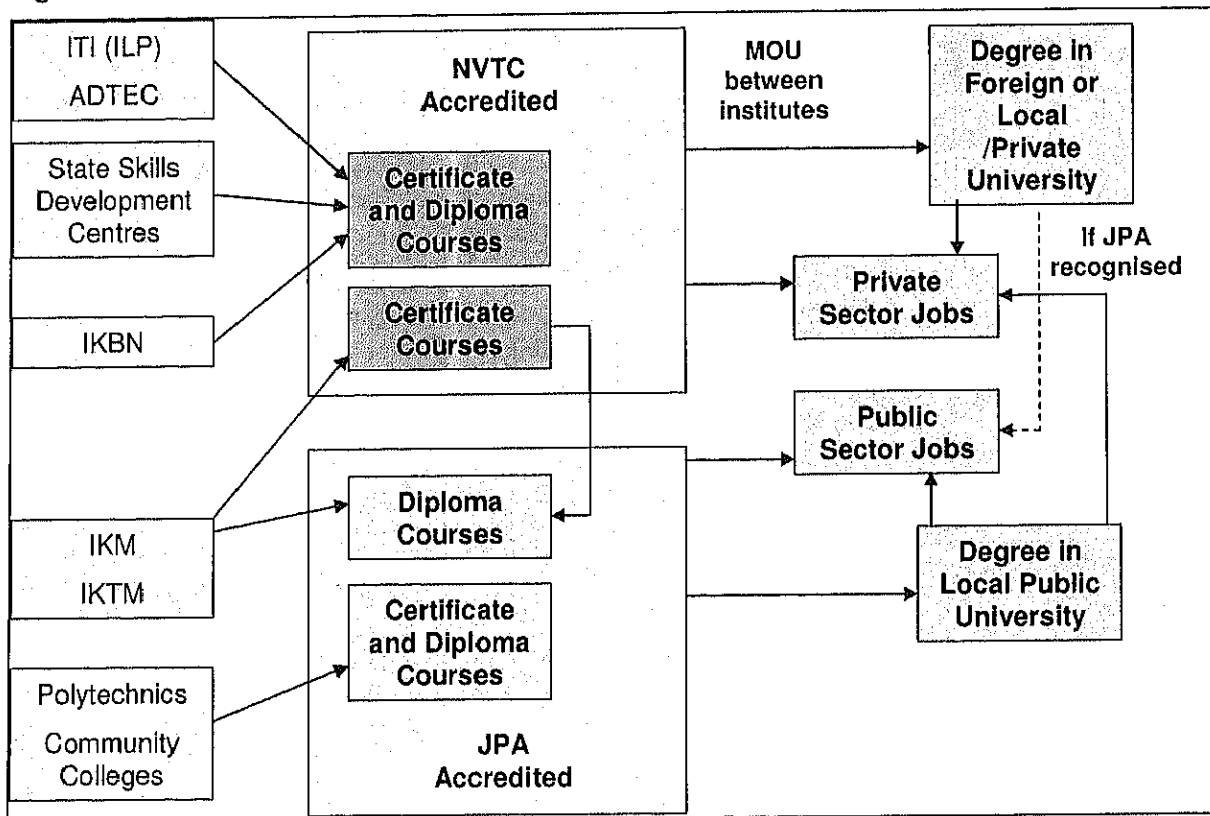 ITI (ILP)
ADTEC
State Skills
Development
Centres
IKBN
IKM
IKTM
Polytechnics
Community
Colleges
NVTC
Accredited
Certificate
and Diploma
Courses
Certificate
Courses
Diploma
Courses
Certificate
and Diploma
Courses
JPA
Accredited
MOU
between
institutes
Degree in
Foreign or
Local
/Private
University
If JPA
recognised
Private
Sector Jobs
Public
Sector Jobs
Degree in
Local Public
University